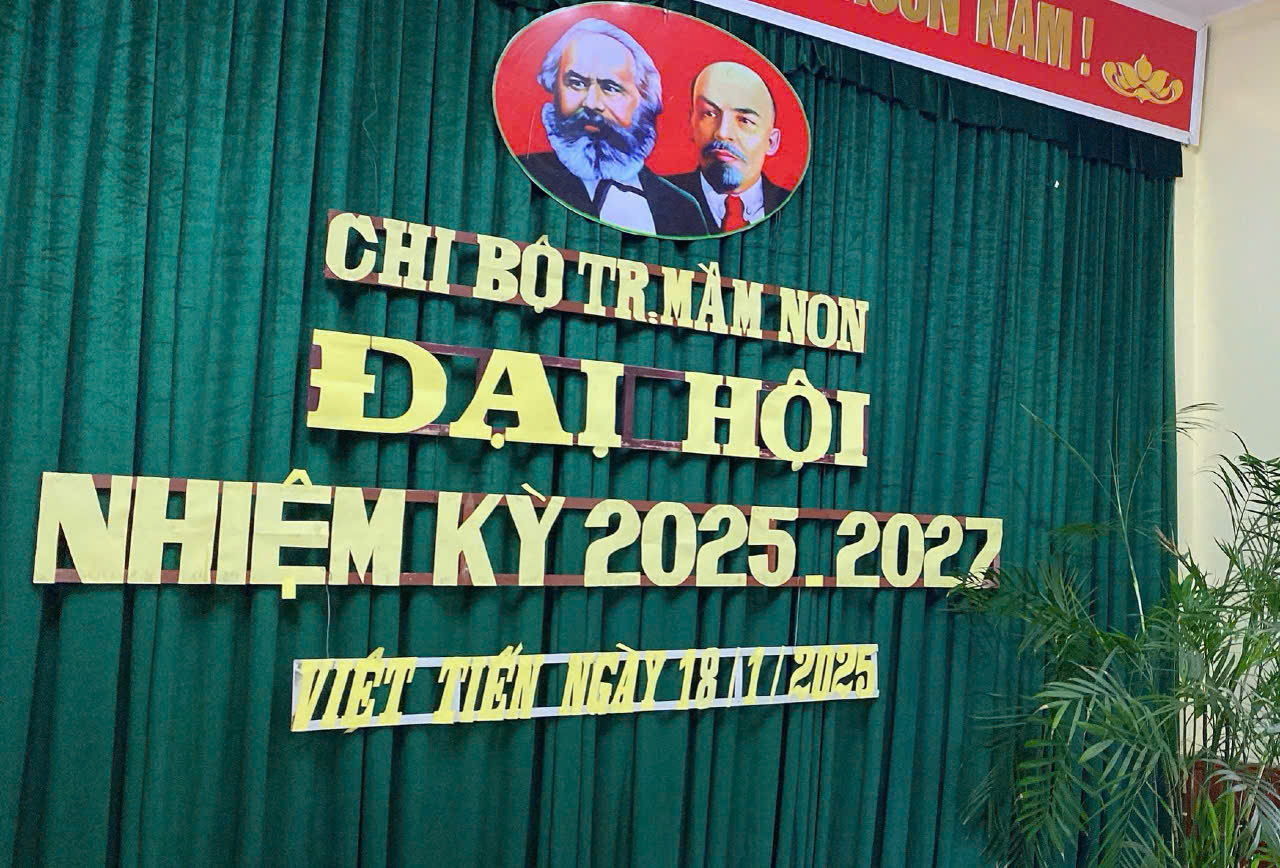 NĂM !
CHI BỘ TR. MẦM NON
ĐẠI HỘI
NHIỆM KỲ 2025 - 2027
VIỆT TIẾN NGÀY 18/1/2025